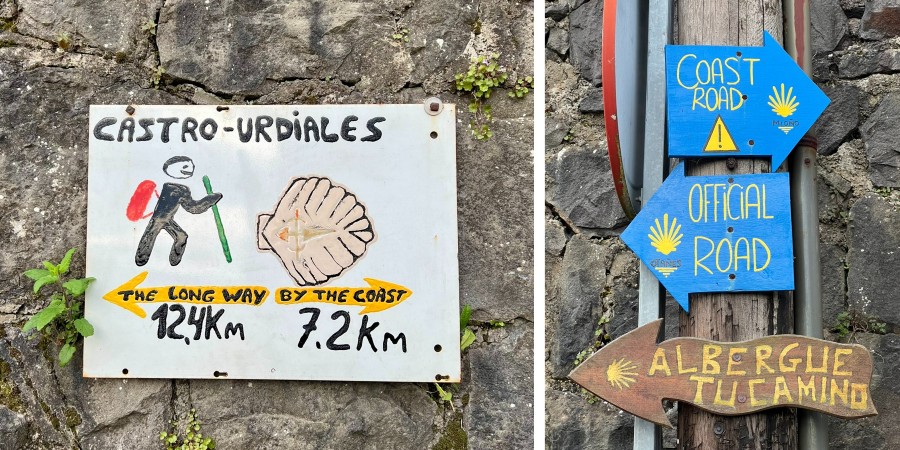 CASTRO-URDIALES
THE LONG WAY BY THE COAST
12,4Km 7.2Km
COAST
ROAD
OFFICIAL
ROAD
ALBERGUE
TU CAMINO